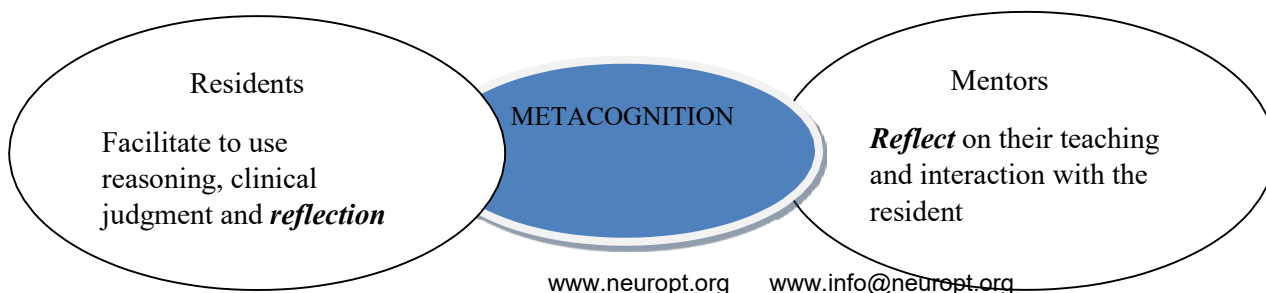 Residents
Facilitate to use
reasoning, clinical
judgment and reflection
METACOGNITION
Mentors
Reflect on their teaching
and interaction with the
resident
www.neuropt.org www.info@neuropt.org